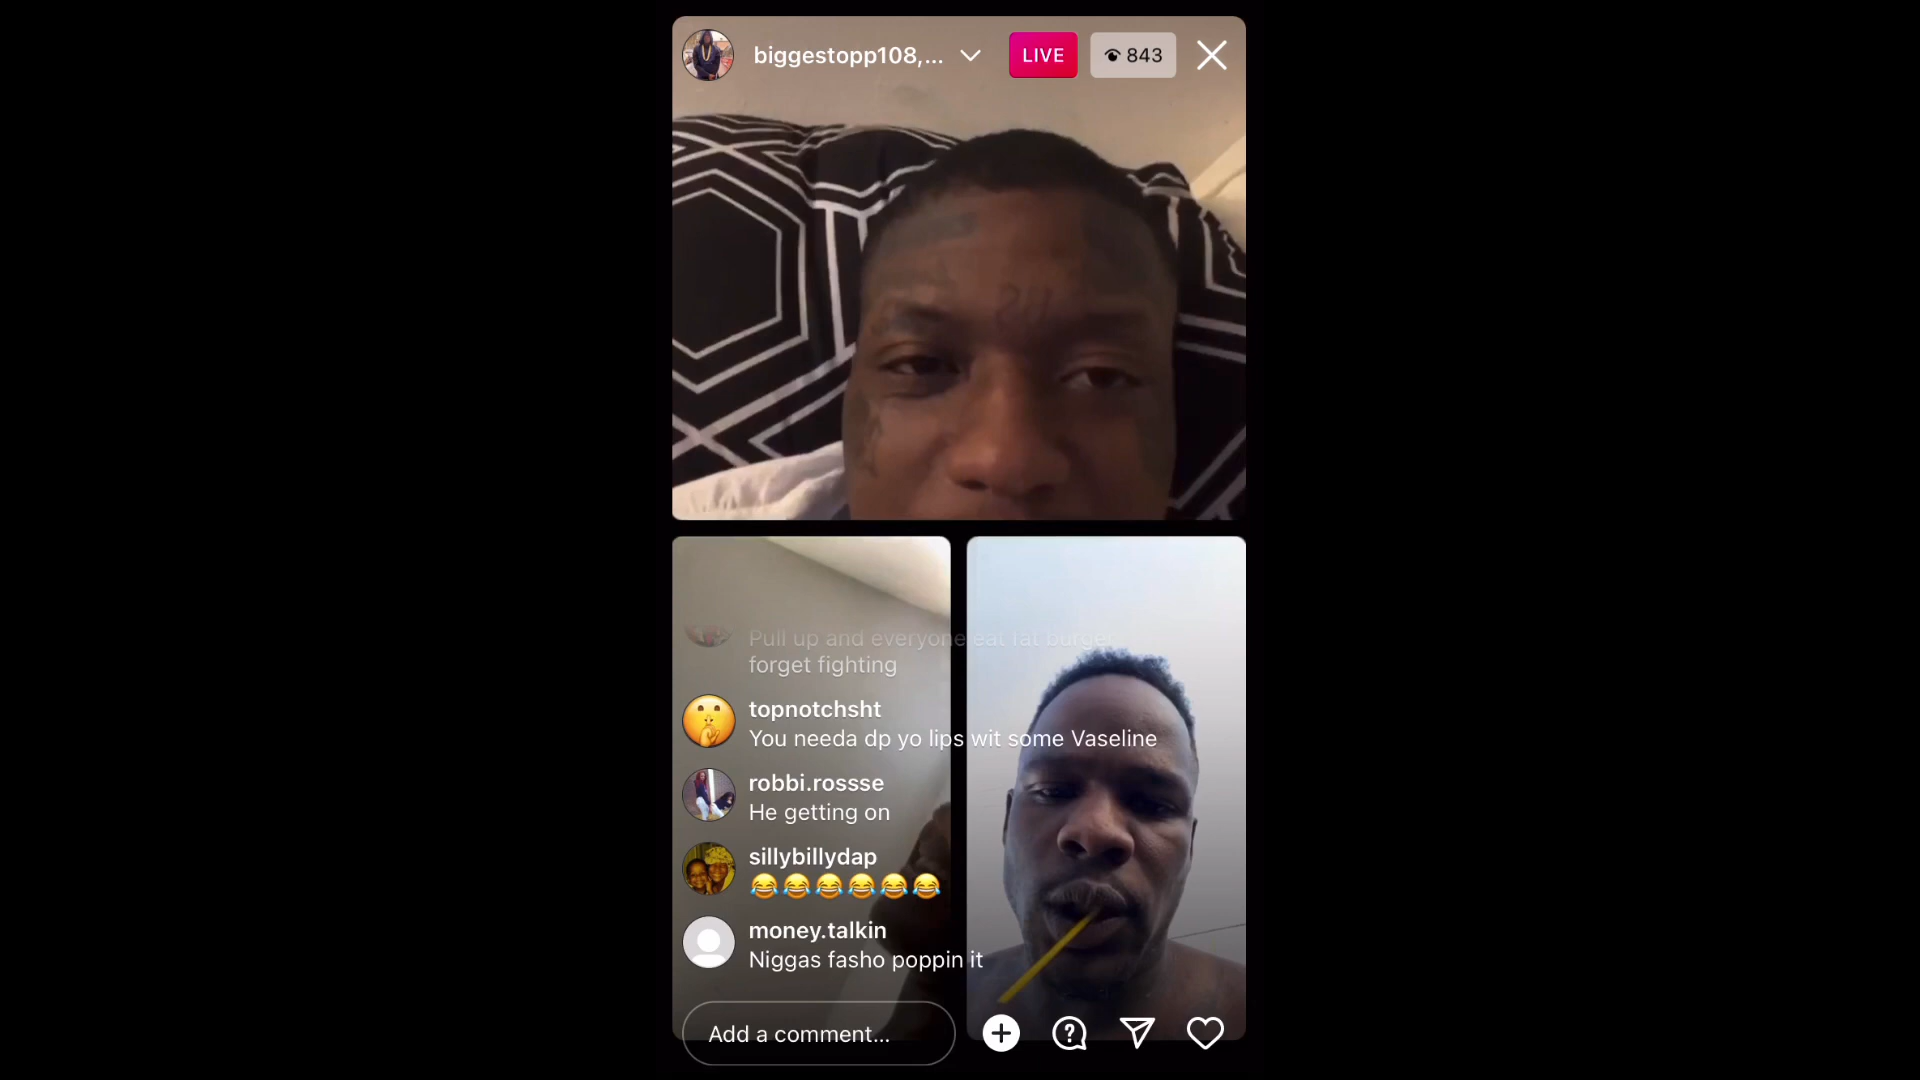 biggestopp108,...
LIVE
843
Pull up and everyone eat fat burger
forget fighting
topnotchsht
You needa dp yo lips wit some Vaseline
robbi.rossse
He getting on
sillybillydap
😂😂😂😂😂😂
money.talkin
Niggas fasho poppin it
Add a comment...